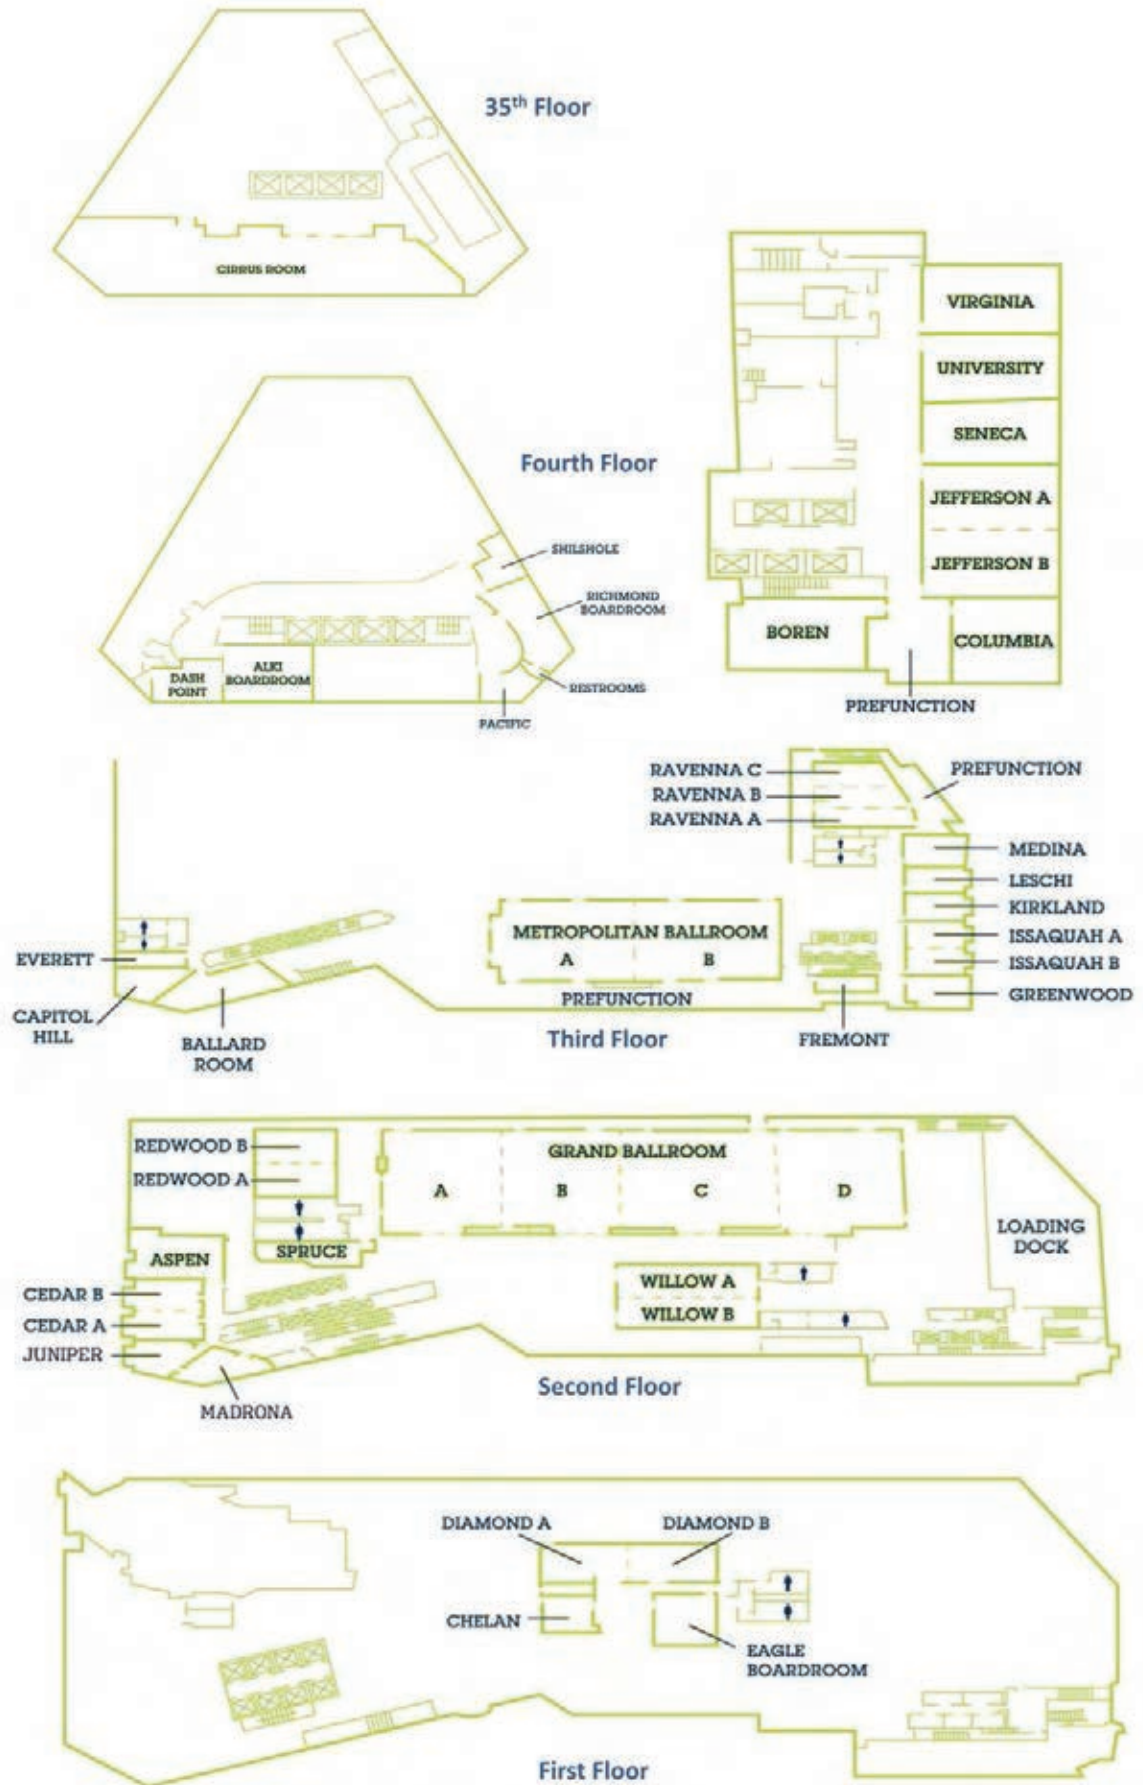 35th Floor
CIRRUS ROOM
VIRGINIA
UNIVERSITY
SENECA
JEFFERSON A
JEFFERSON B
BOREN
COLUMBIA
PREFUNCTION
Fourth Floor
SHILSHOLE
RICHMOND
BOARDROOM
ALKI
BOARDROOM
DASH
POINT
RESTROOMS
PACIFIC
RAVENNA C
RAVENNA B
RAVENNA A
PREFUNCTION
MEDINA
LESCHI
KIRKLAND
ISSAQUAH A
ISSAQUAH B
GREENWOOD
METROPOLITAN BALLROOM
A B
PREFUNCTION
EVERETT
CAPITOL
HILL
BALLARD
ROOM
Third Floor
FREMONT
REDWOOD B
REDWOOD A
GRAND BALLROOM
A B C D
LOADING
DOCK
SPRUCE
ASPEN
WILLOW A
WILLOW B
CEDAR B
CEDAR A
JUNIPER
MADRONA
Second Floor
DIAMOND A
DIAMOND B
CHELAN
EAGLE
BOARDROOM
First Floor